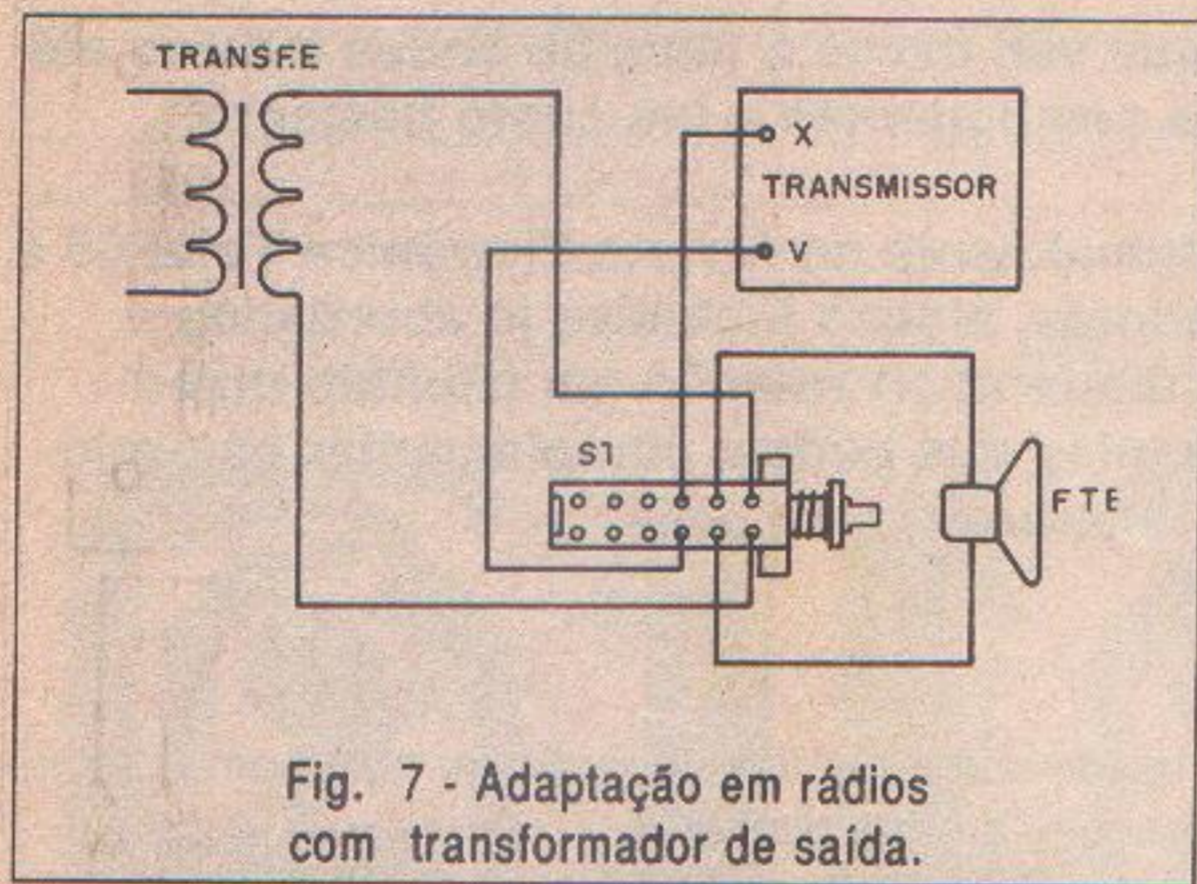 TRANSF.E
X
TRANSMISSOR
V
S1
FTE
Fig. 7 - Adaptação em rádios
com transformador de saída.